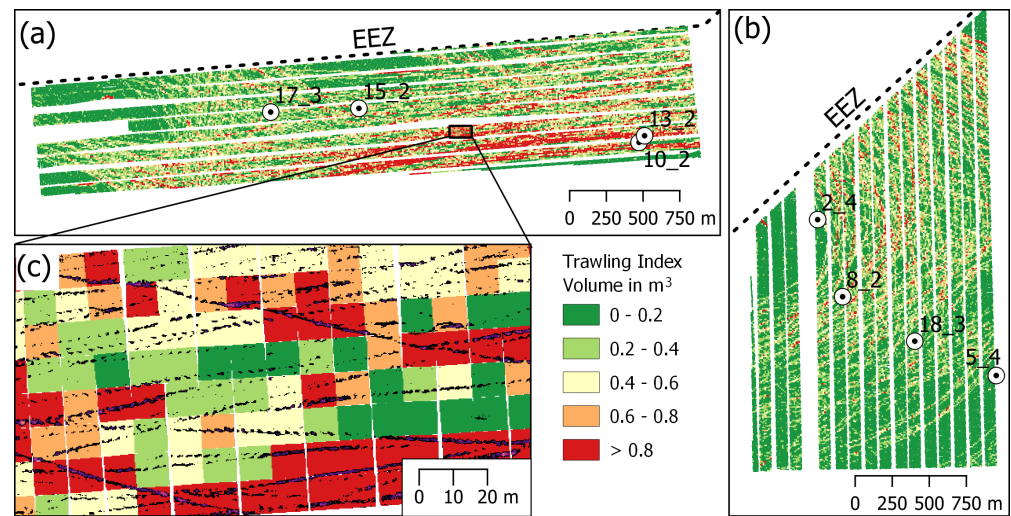 (a)
EEZ
17_3
15_2
13_2
10_2
0 250 500 750 m
(b)
EEZ
2_4
8_2
18_3
5_4
0 250 500 750 m
(c)
0 10 20 m
Trawling Index
Volume in m³
0 - 0.2
0.2 - 0.4
0.4 - 0.6
0.6 - 0.8
> 0.8